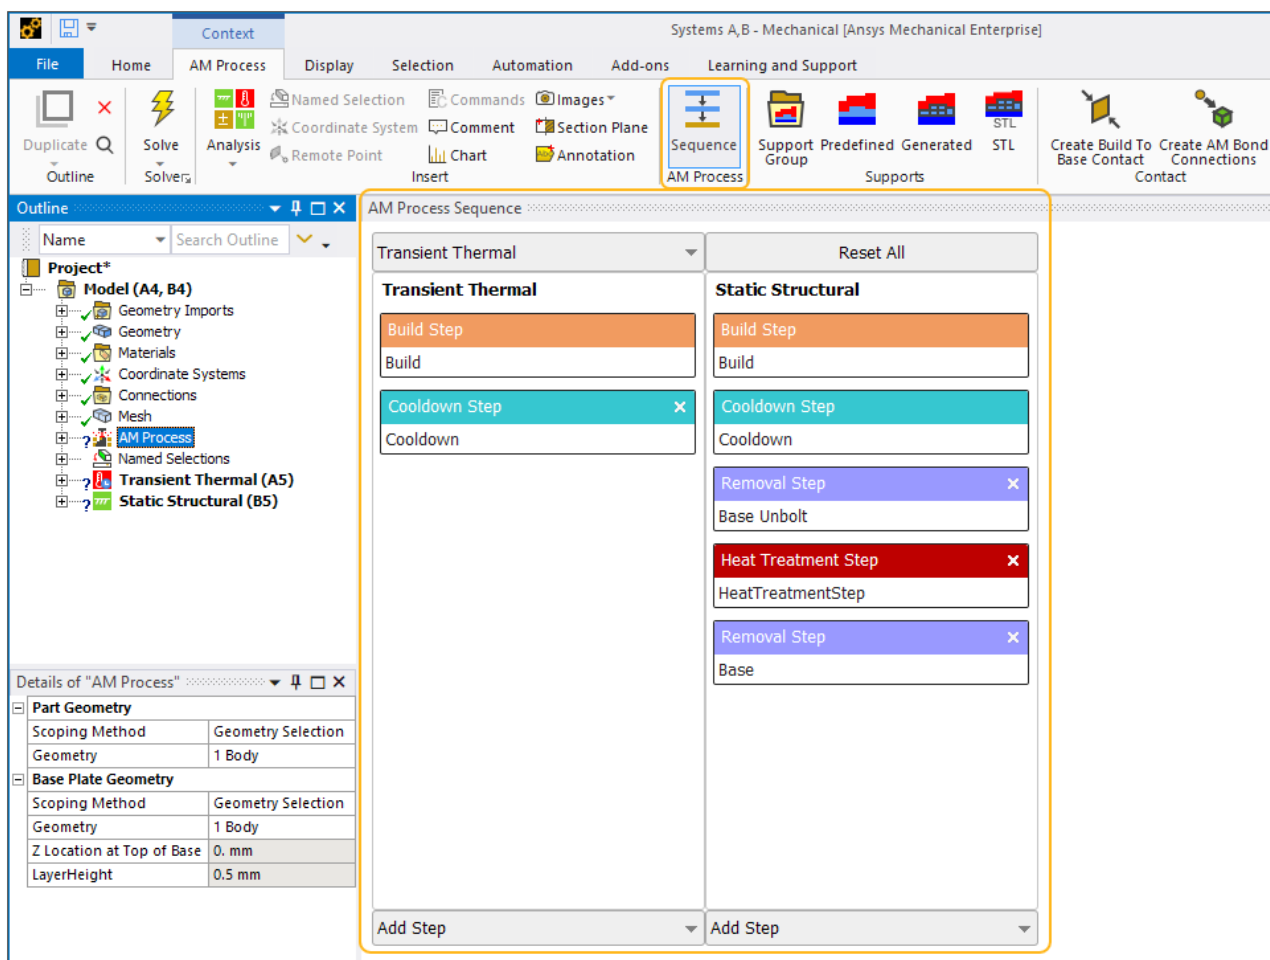 Context
Systems A,B - Mechanical [Ansys Mechanical Enterprise]
File Home AM Process Display Selection Automation Add-ons Learning and Support
Duplicate
Outline
Solve
Solvers
Analysis
Named Selection Commands Images
Coordinate System Comment Section Plane
Remote Point Chart Annotation
Insert
Sequence
AM Process
Support Group
Predefined
Generated
STL
STL
Supports
Create Build To Base Contact
Create AM Bond Connections
Contact
Outline
Name Search Outline
Project*
Model (A4, B4)
Geometry Imports
Geometry
Materials
Coordinate Systems
Connections
Mesh
AM Process
Named Selections
Transient Thermal (A5)
Static Structural (B5)
Details of "AM Process"
Part Geometry
Scoping Method Geometry Selection
Geometry 1 Body
Base Plate Geometry
Scoping Method Geometry Selection
Geometry 1 Body
Z Location at Top of Base 0. mm
LayerHeight 0.5 mm
AM Process Sequence
Transient Thermal
Reset All
Transient Thermal
Build Step
Build
Cooldown Step
Cooldown
Add Step
Static Structural
Build Step
Build
Cooldown Step
Cooldown
Removal Step
Base Unbolt
Heat Treatment Step
HeatTreatmentStep
Removal Step
Base
Add Step